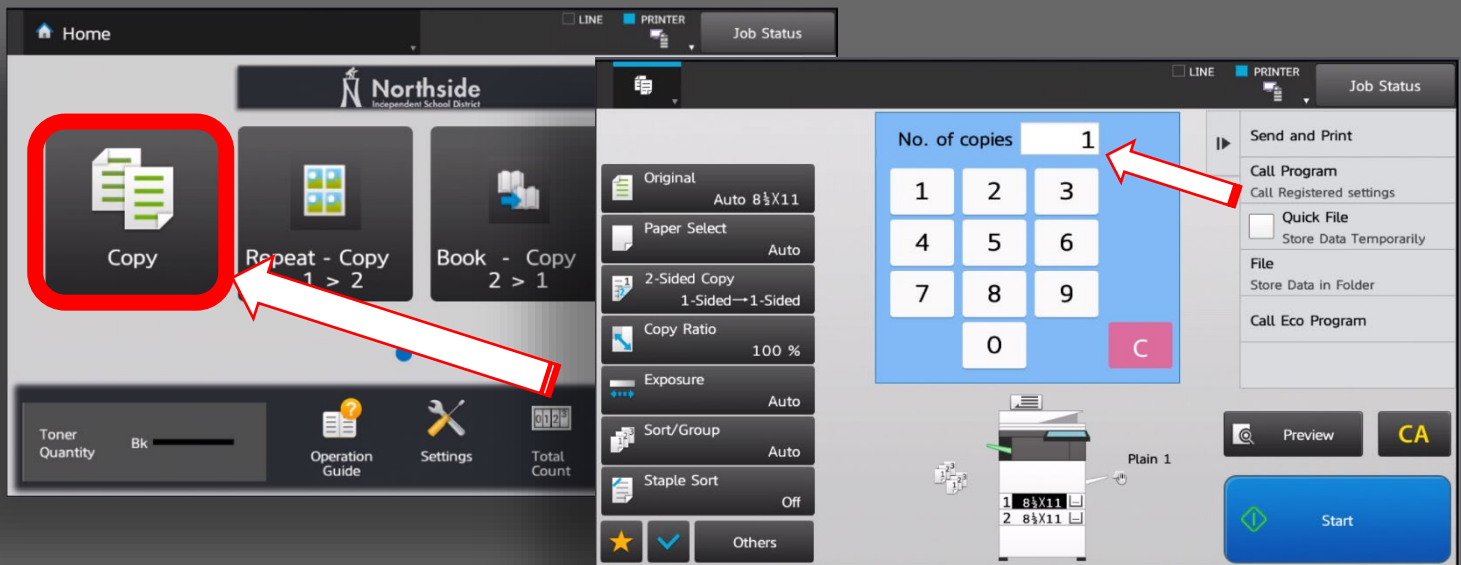 Home
LINE
PRINTER
Job Status
Northside
Independent School District
Copy
Repeat - Copy
1 > 2
Book - Copy
2 > 1
Toner
Quantity
Bk
Operation
Guide
Settings
Total
Count
LINE
PRINTER
Job Status
No. of copies 1
1 2 3
4 5 6
7 8 9
0 C
Original
Auto 8½X11
Paper Select
Auto
2-Sided Copy
1-Sided→1-Sided
Copy Ratio
100 %
Exposure
Auto
Sort/Group
Auto
Staple Sort
Off
Others
Plain 1
1 8½X11
2 8½X11
Send and Print
Call Program
Call Registered settings
Quick File
Store Data Temporarily
File
Store Data in Folder
Call Eco Program
Preview
CA
Start